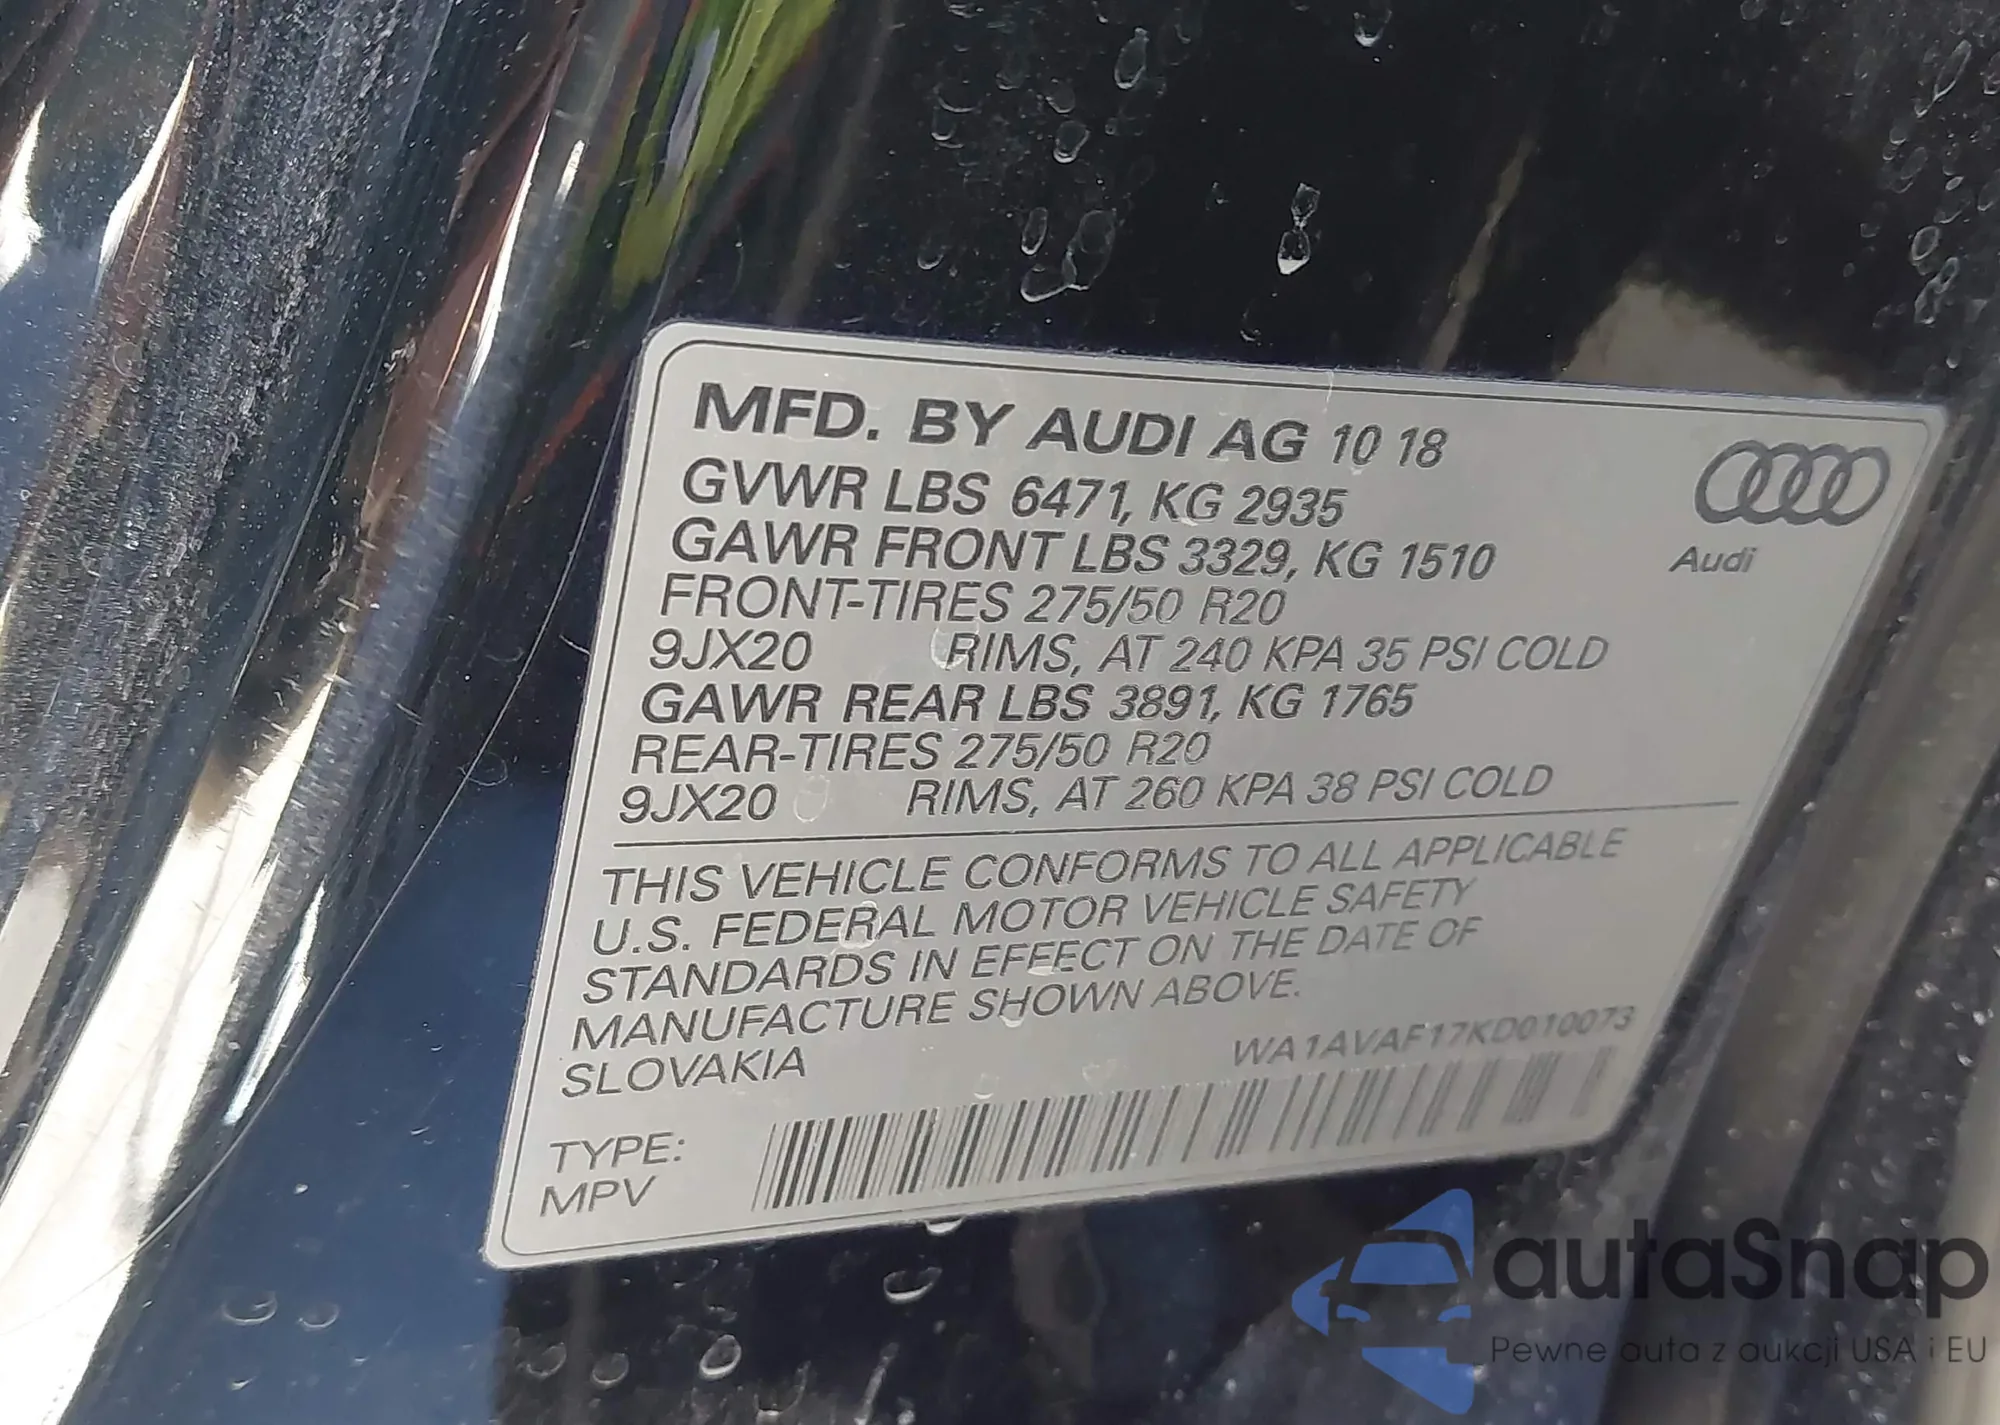 MFD. BY AUDI AG 10 18
GVWR LBS 6471, KG 2935
GAWR FRONT LBS 3329, KG 1510
Audi
FRONT-TIRES 275/50 R20
9JX20 RIMS, AT 240 KPA 35 PSI COLD
GAWR REAR LBS 3891, KG 1765
REAR-TIRES 275/50 R20
9JX20 RIMS, AT 260 KPA 38 PSI COLD
THIS VEHICLE CONFORMS TO ALL APPLICABLE
U.S. FEDERAL MOTOR VEHICLE SAFETY
STANDARDS IN EFFECT ON THE DATE OF
MANUFACTURE SHOWN ABOVE.
SLOVAKIA WA1AVAF17KD010073
TYPE:
MPV
autaSnap
Pewne auta z aukcji USA i EU